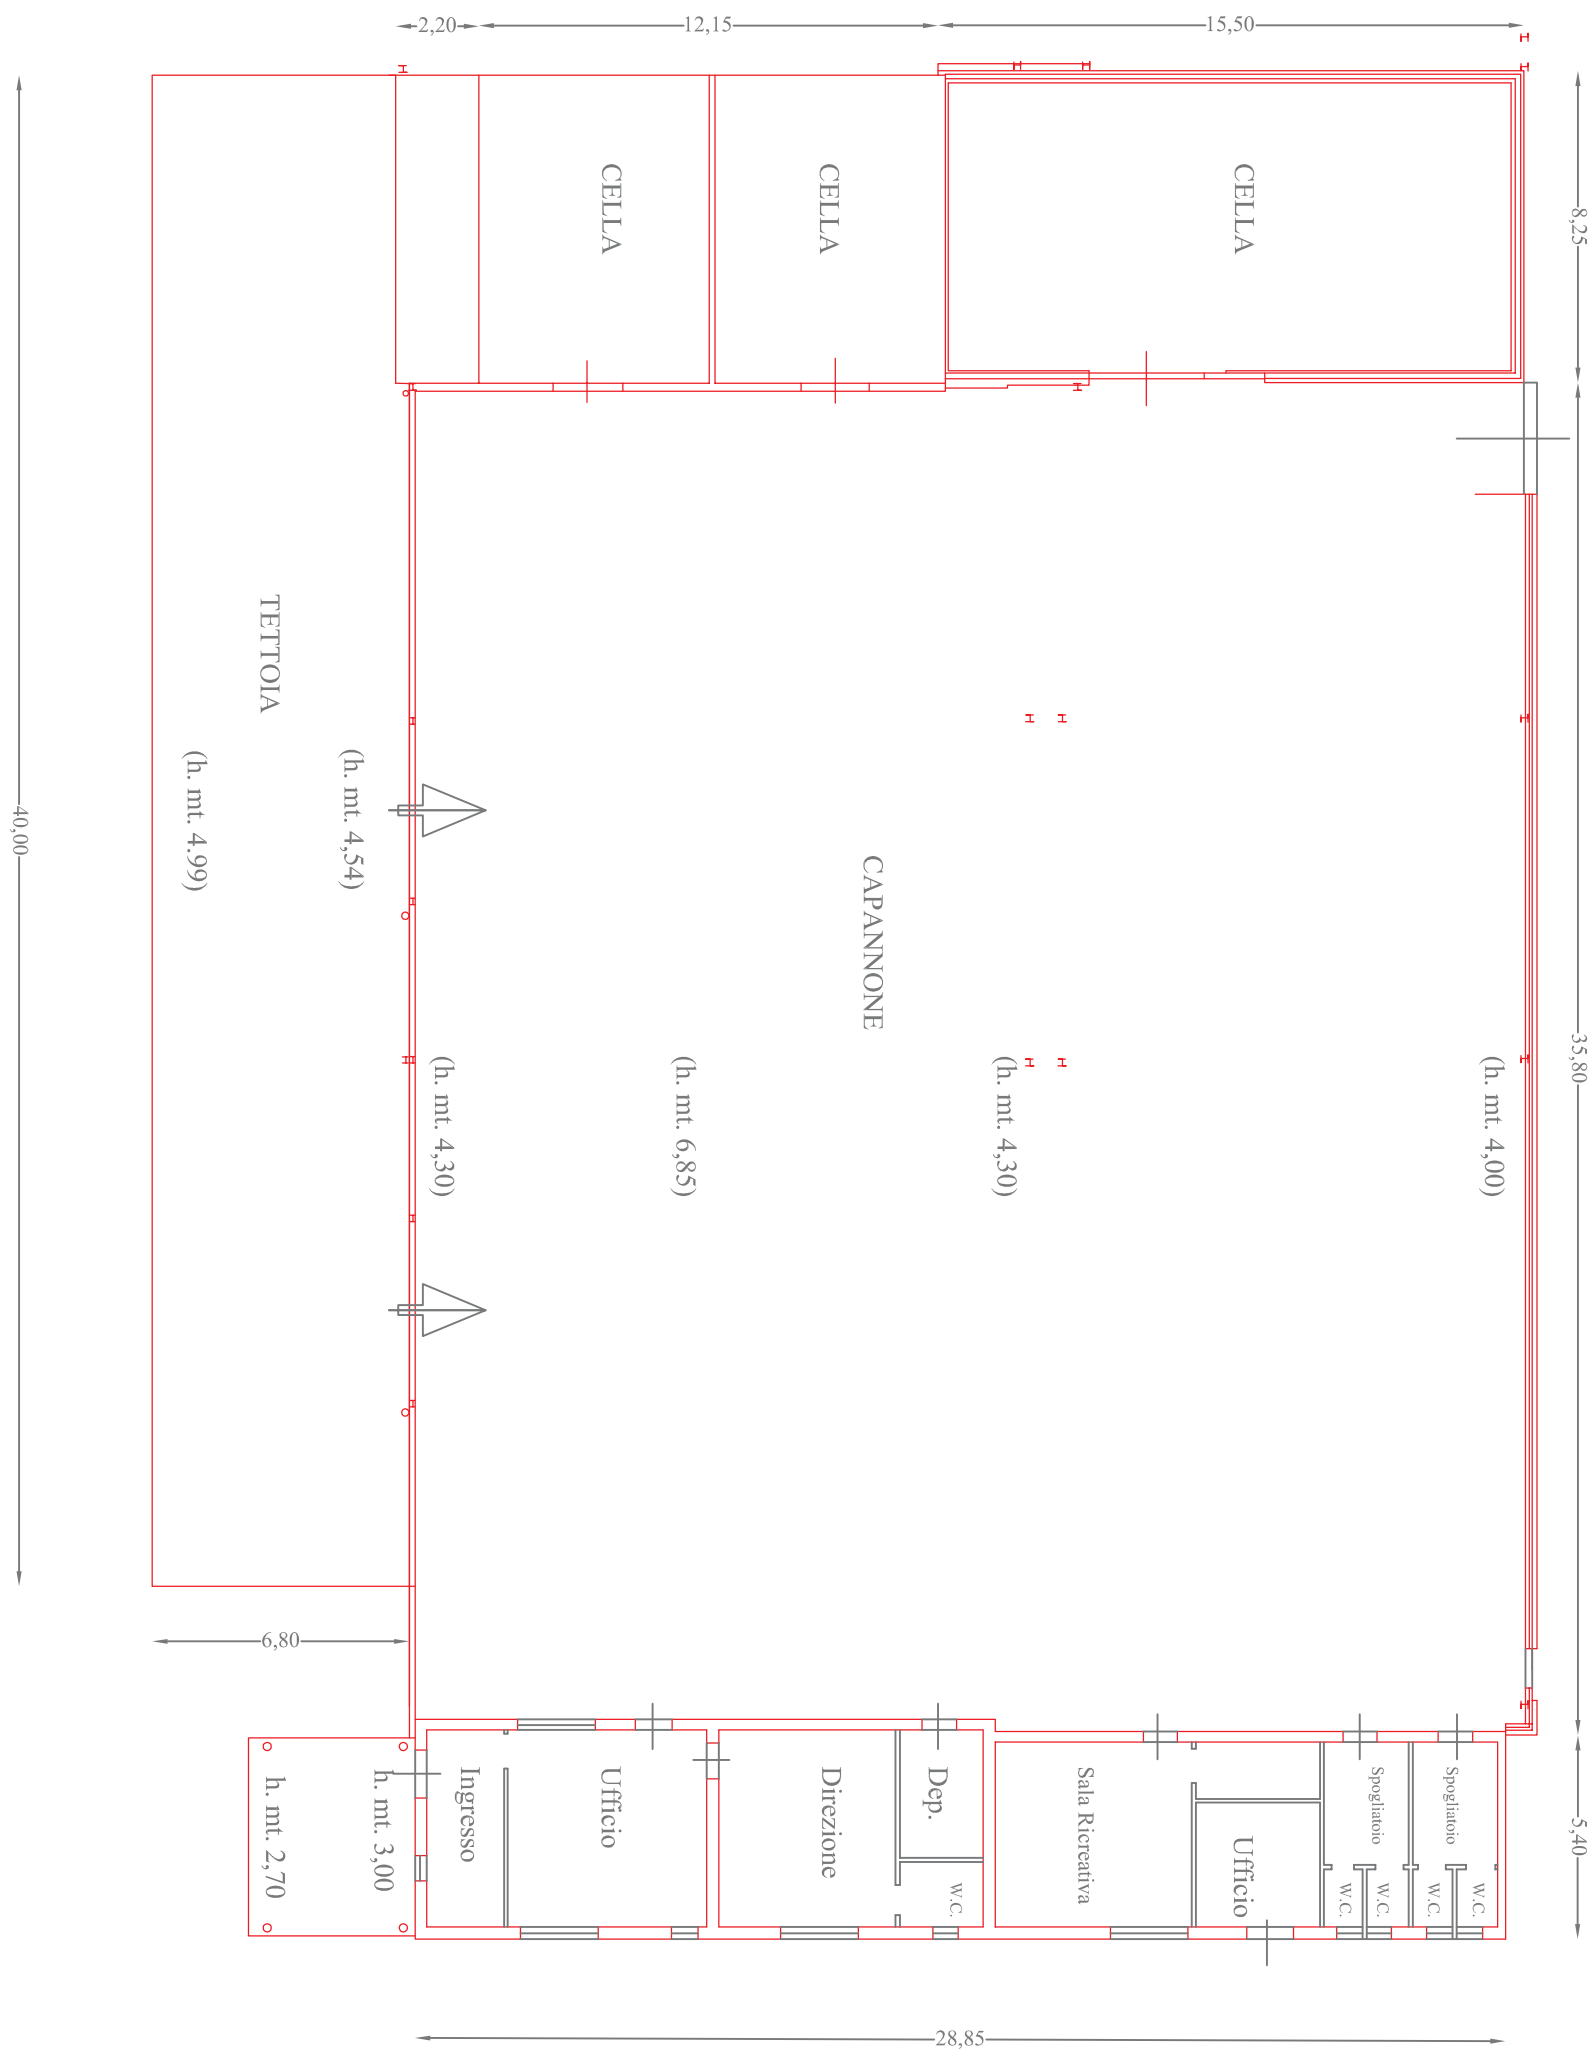 2,20
12,15
15,50
8,25
CELLA
CELLA
CELLA
TETTOIA
(h. mt. 4.99)
(h. mt. 4,54)
40,00
CAPANNONE
(h. mt. 4,30)
(h. mt. 6,85)
(h. mt. 4,30)
(h. mt. 4,00)
35,80
6,80
h. mt. 2,70
h. mt. 3,00
Ingresso
Ufficio
Direzione
Dep.
W.C.
Sala Ricreativa
Ufficio
Spogliatoio
Spogliatoio
W.C.
W.C.
W.C.
W.C.
5,40
28,85